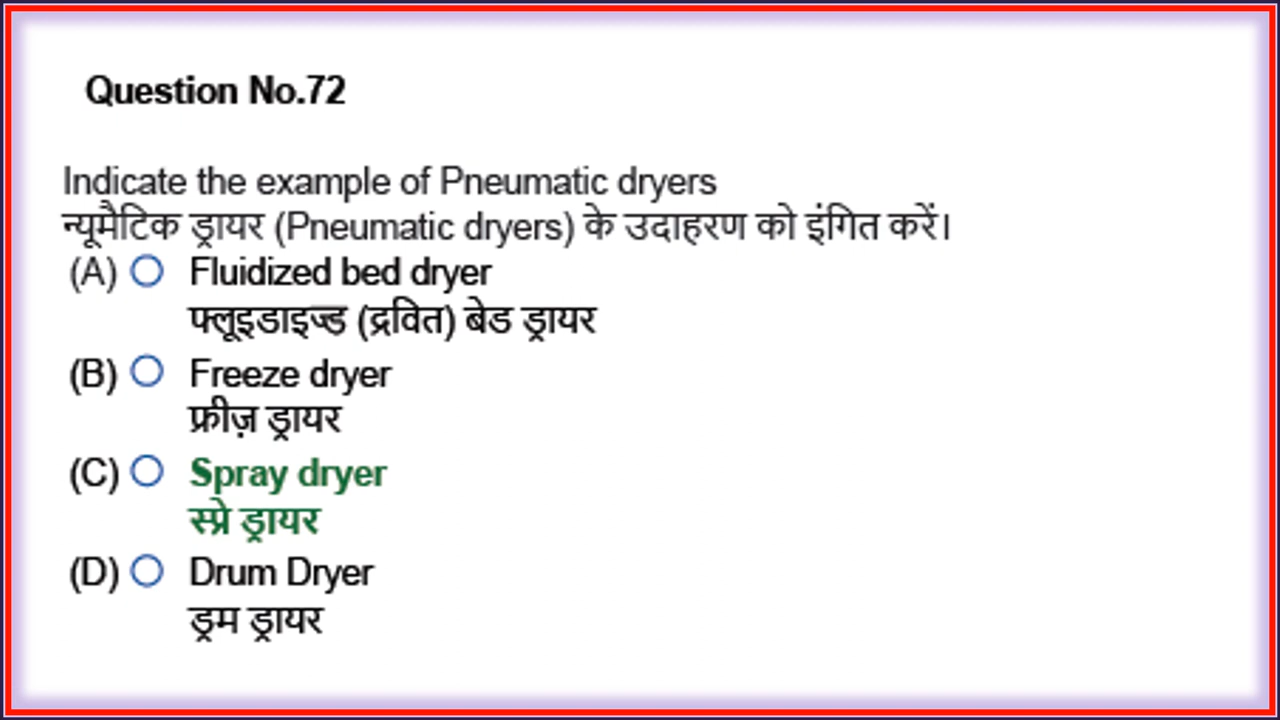 Question No.72
Indicate the example of Pneumatic dryers
न्यूमैटिक ड्रायर (Pneumatic dryers) के उदाहरण को इंगित करें।
(A) Fluidized bed dryer
फ्लूइडाइज्ड (द्रवित) बेड ड्रायर
(B) Freeze dryer
फ्रीज़ ड्रायर
(C) Spray dryer
स्प्रे ड्रायर
(D) Drum Dryer
ड्रम ड्रायर